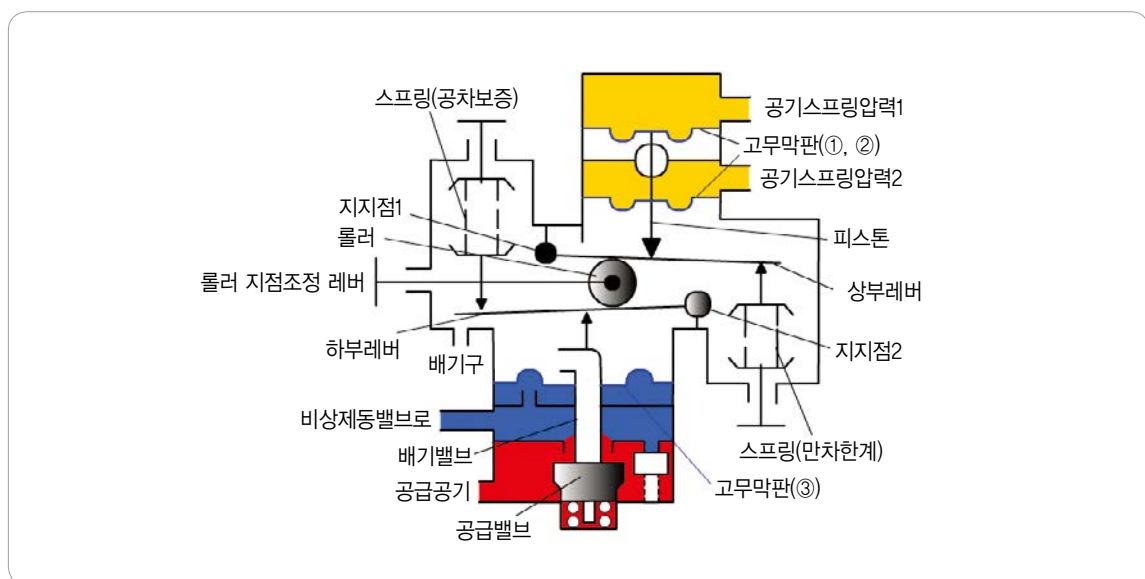 스프링(공차보증)
공기스프링압력1
고무막판(①, ②)
공기스프링압력2
지지점1
롤러
피스톤
롤러 지점조정 레버
상부레버
하부레버
배기구
지지점2
비상제동밸브로
배기밸브
스프링(만차한계)
공급공기
고무막판(③)
공급밸브